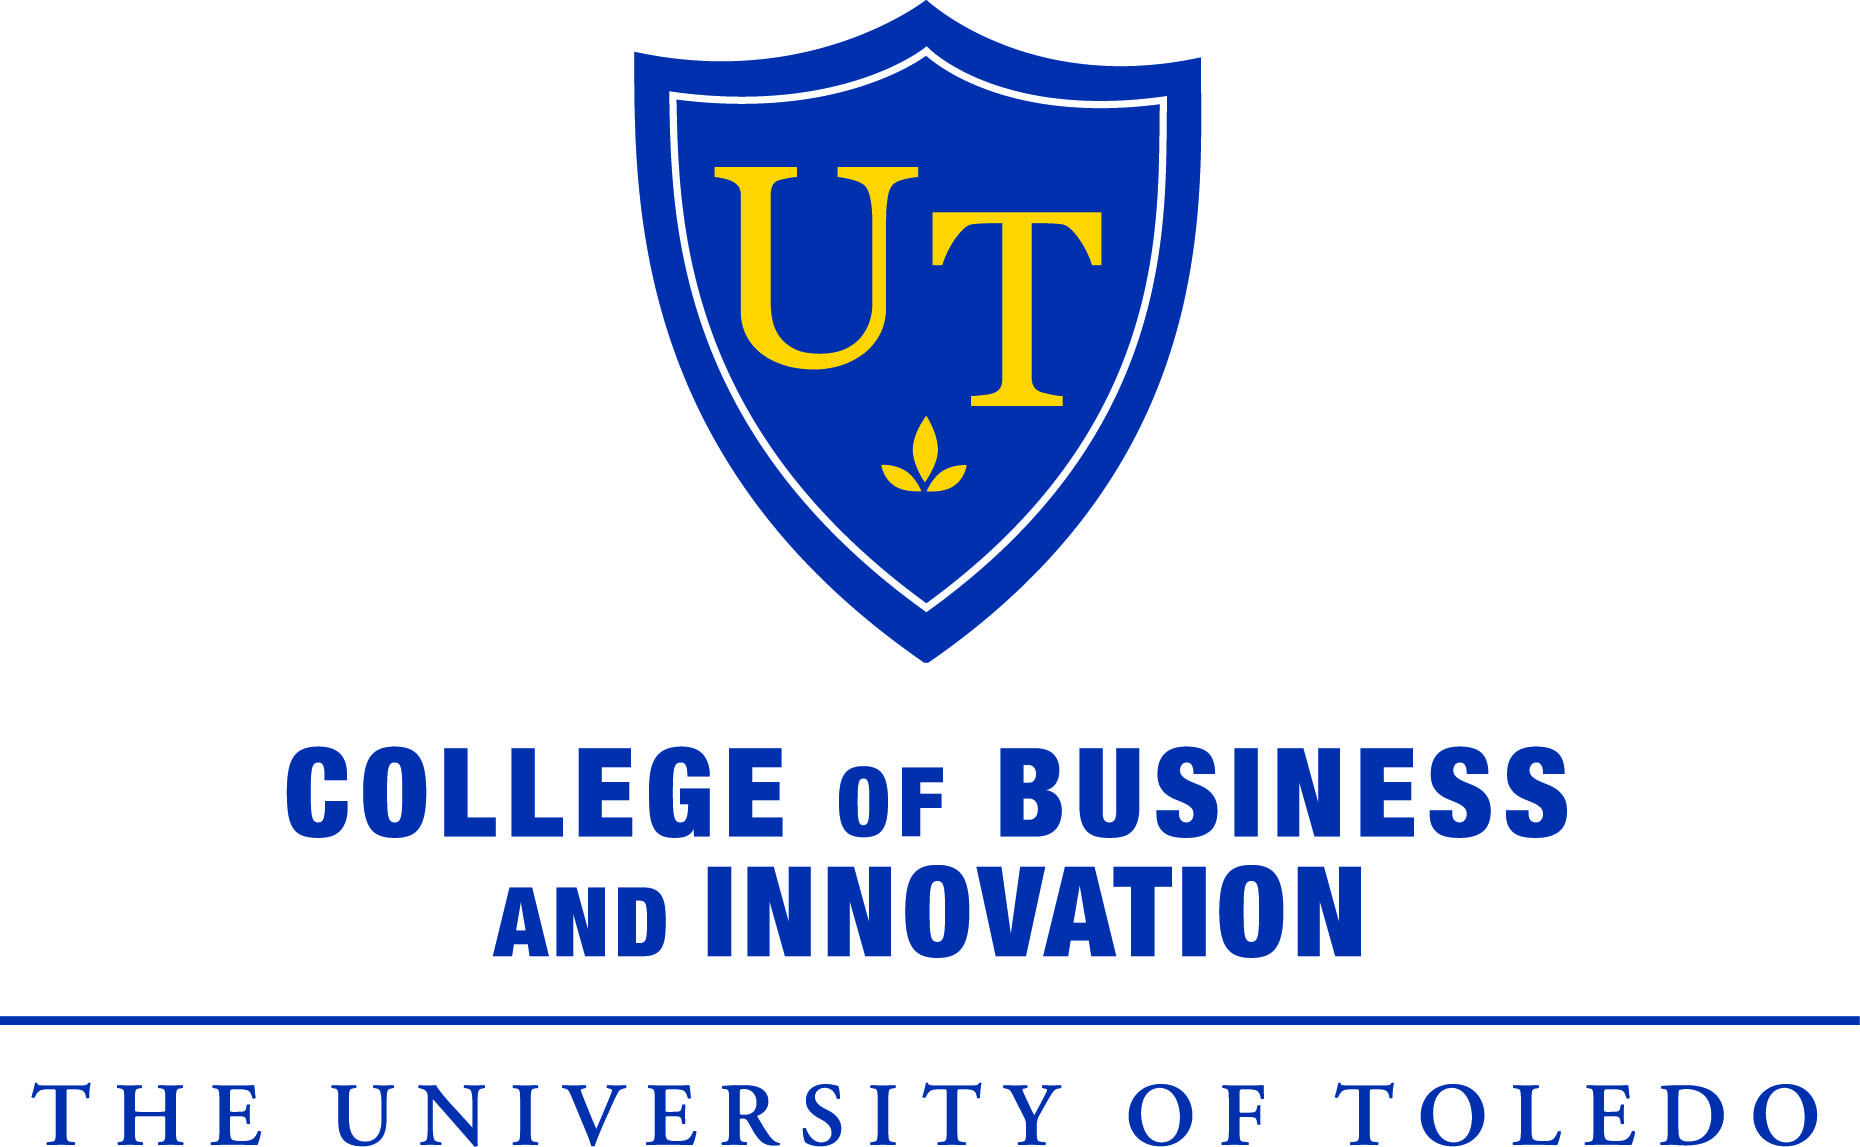 UT
COLLEGE OF BUSINESS
AND INNOVATION
THE UNIVERSITY OF TOLEDO